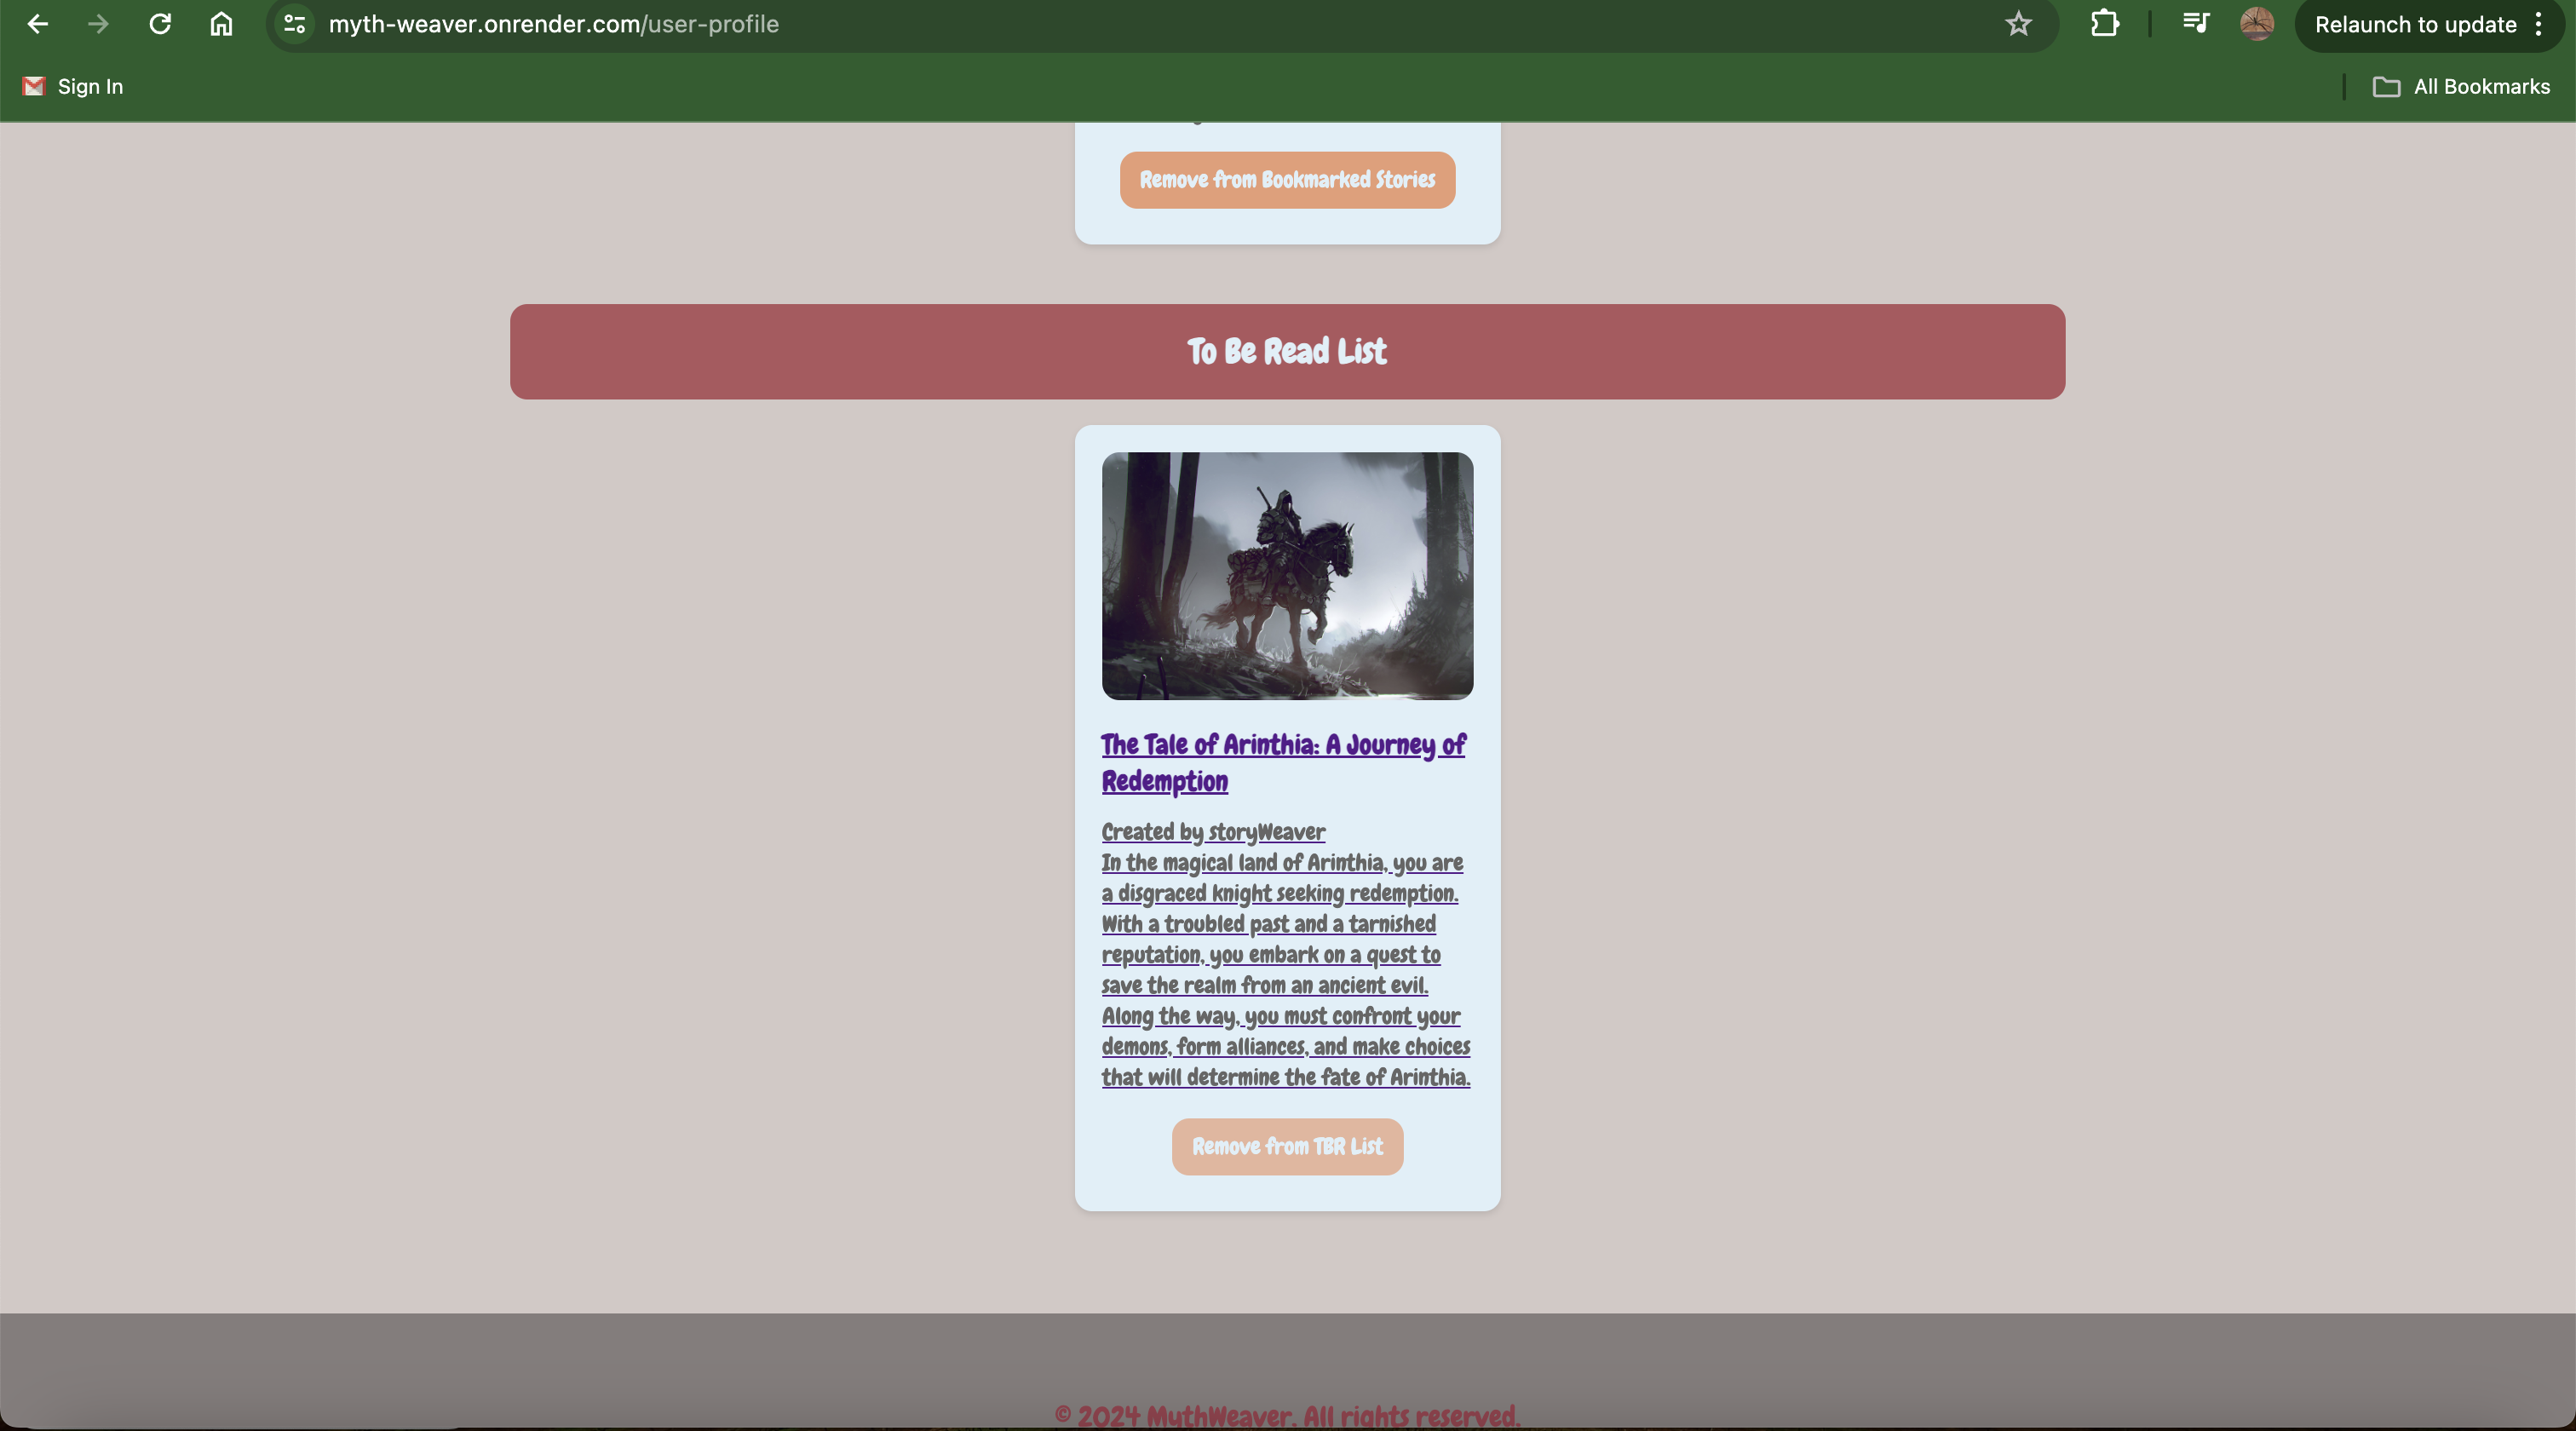 myth-weaver.onrender.com/user-profile
Relaunch to update
Sign In
All Bookmarks
Remove from Bookmarked Stories
To Be Read List
The Tale of Arinthia: A Journey of
Redemption
Created by storyWeaver
In the magical land of Arinthia, you are
a disgraced knight seeking redemption.
With a troubled past and a tarnished
reputation, you embark on a quest to
save the realm from an ancient evil.
Along the way, you must confront your
demons, form alliances, and make choices
that will determine the fate of Arinthia.
Remove from TBR List
© 2024 MythWeaver. All rights reserved.